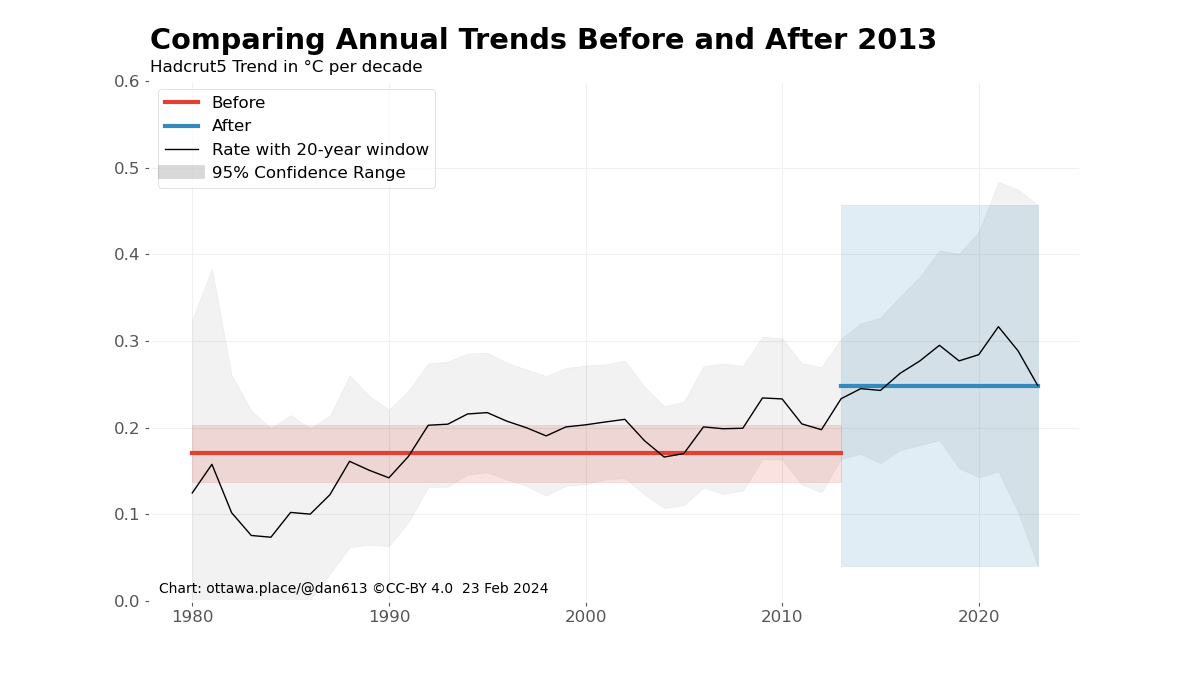 Comparing Annual Trends Before and After 2013
Hadcrut5 Trend in °C per decade
0.6
Before
After
Rate with 20-year window
95% Confidence Range
0.5
0.4
0.3
0.2
0.1
0.0
Chart: ottawa.place/@dan613 ©CC-BY 4.0 23 Feb 2024
1980 1990 2000 2010 2020